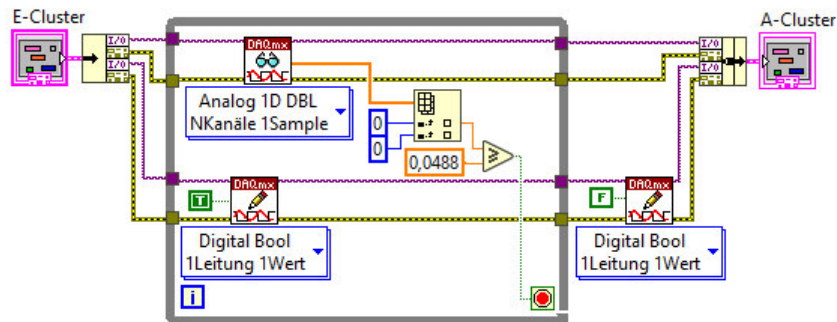 E-Cluster
A-Cluster
I/O
I/O
I/O
I/O
DAQmx
Analog 1D DBL
NKanäle 1Sample
0
0
0,0488
≥
T
DAQmx
Digital Bool
1Leitung 1Wert
F
DAQmx
Digital Bool
1Leitung 1Wert
i